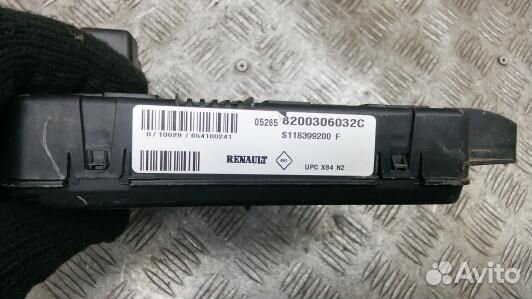 05265 8200306032C
0/10629/654100241
S118399200 F
RENAULT
UPC X84 N2
Avito